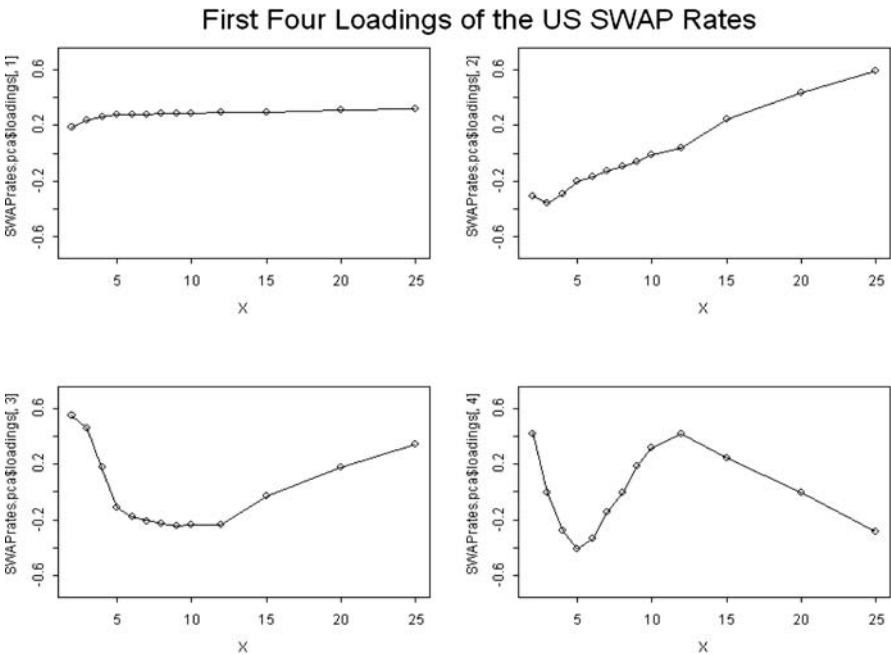 First Four Loadings of the US SWAP Rates
SWAPrates.pca$loadings[, 1]
0.6
0.2
-0.2
-0.6
5 10 15 20 25
X
SWAPrates.pca$loadings[, 2]
0.6
0.2
-0.2
-0.6
5 10 15 20 25
X
SWAPrates.pca$loadings[, 3]
0.6
0.2
-0.2
-0.6
5 10 15 20 25
X
SWAPrates.pca$loadings[, 4]
0.6
0.2
-0.2
-0.6
5 10 15 20 25
X